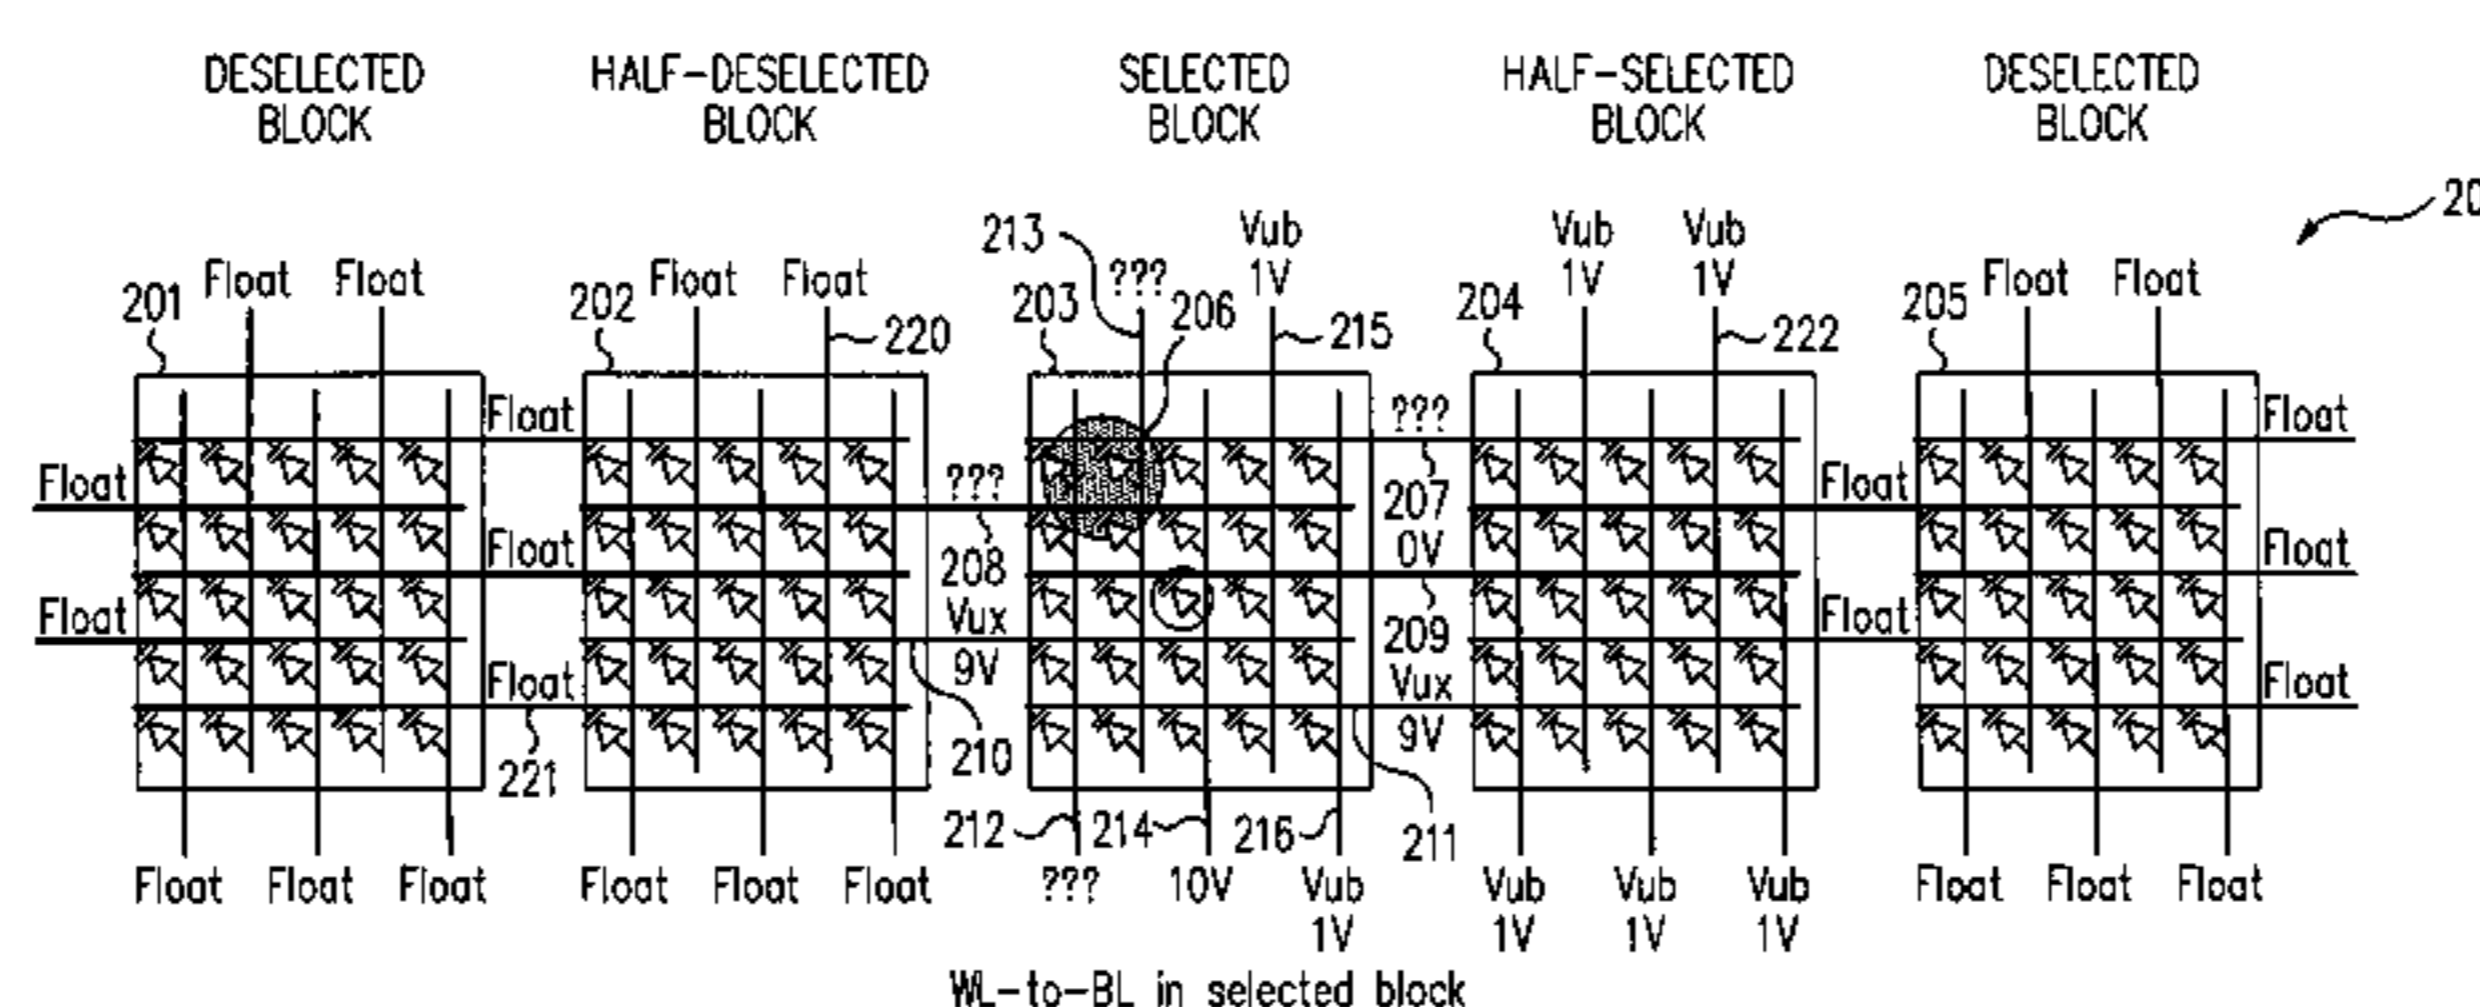 DESELECTED
BLOCK
HALF-DESELECTED
BLOCK
SELECTED
BLOCK
HALF-SELECTED
BLOCK
DESELECTED
BLOCK
20
213
Vub
1V
???
Vub
1V
Vub
1V
201
Float
Float
202
Float
Float
203
206
204
205
Float
Float
220
215
222
Float
???
Float
Float
???
207
Float
Float
208
0V
Float
Float
Vux
209
Float
Float
9V
Vux
Float
221
210
9V
212
214
216
211
Float
Float
Float
Float
Float
Float
???
10V
Vub
1V
Vub
1V
Vub
1V
Vub
1V
Float
Float
Float
WL-to-BL in selected block